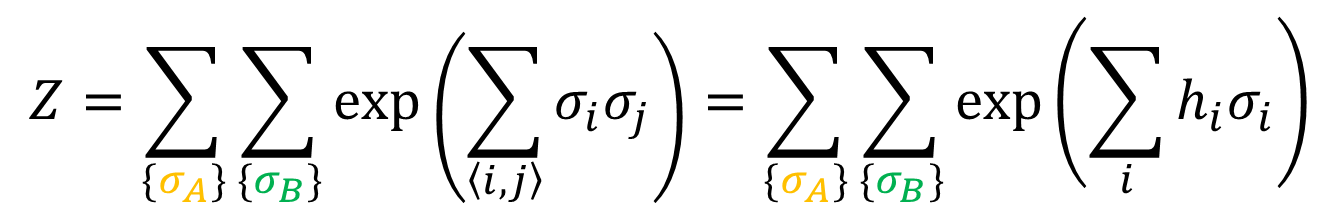 Z = ∑_{σ_A} ∑_{σ_B} exp(∑_⟨i,j⟩ σ_i σ_j) = ∑_{σ_A} ∑_{σ_B} exp(∑_i h_i σ_i)